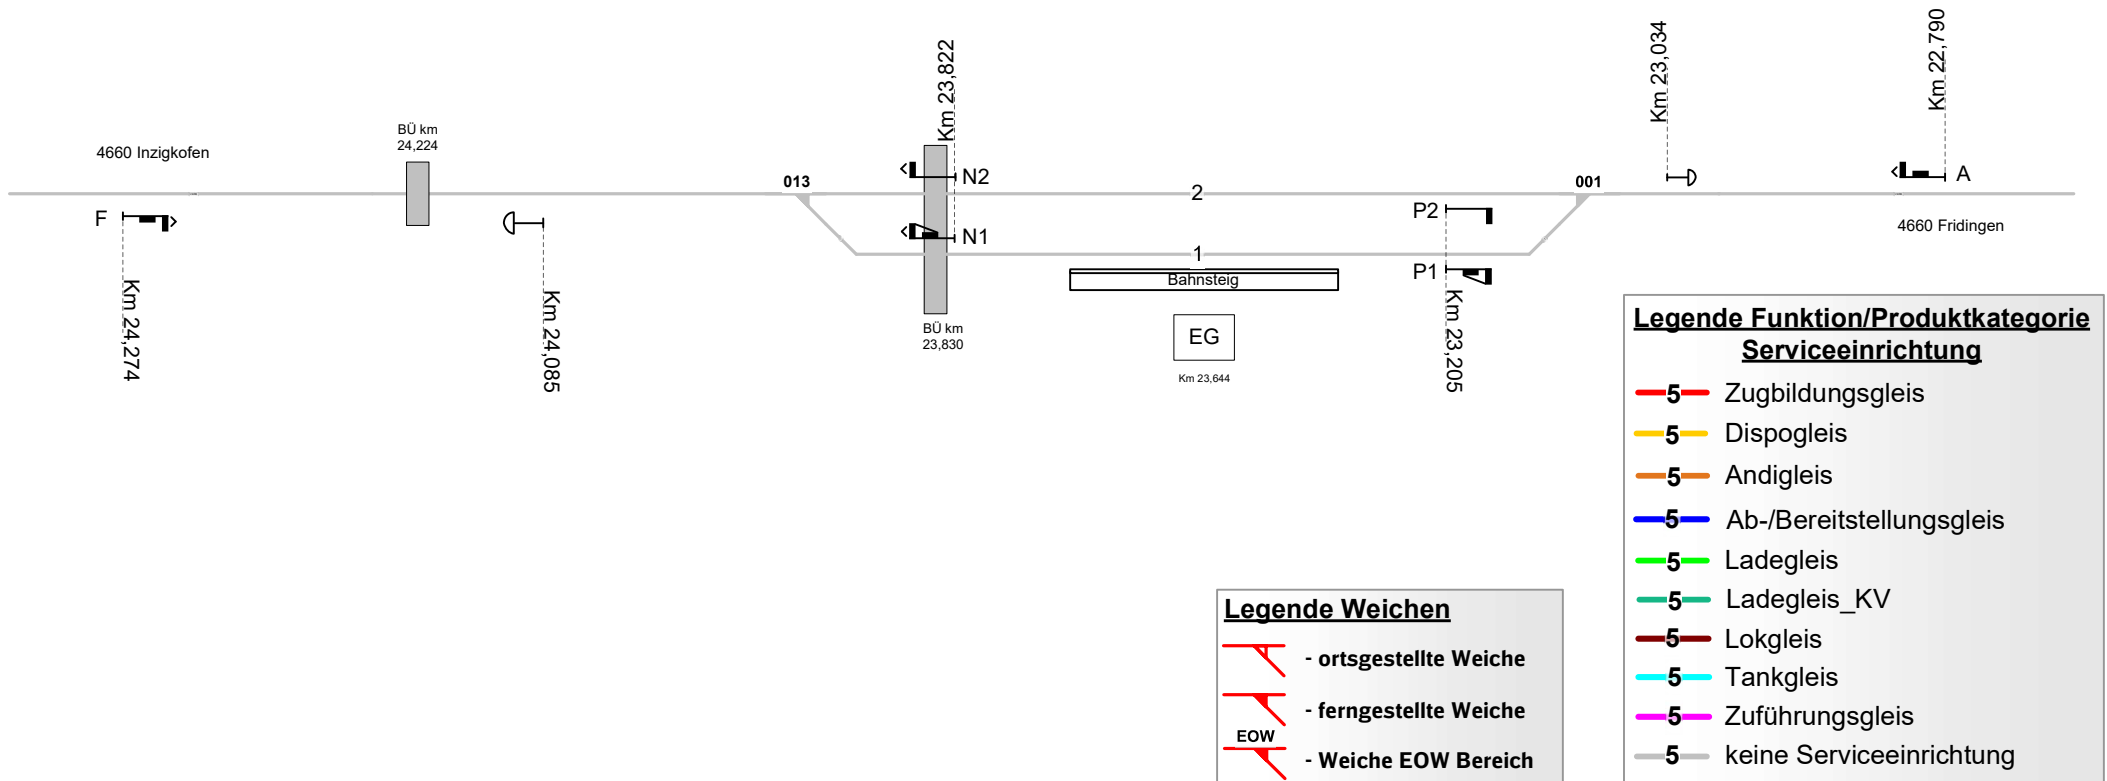 Km 23,822
Km 23,034
Km 22,790
BÜ km
24,224
4660 Inzigkofen
013
N2
2
001
A
P2
4660 Fridingen
F
N1
1
P1
Bahnsteig
Km 24,274
Km 24,085
BÜ km
23,830
EG
Km 23,644
Km 23,205
Legende Funktion/Produktkategorie
Serviceeinrichtung
5 Zugbildungsgleis
5 Dispogleis
5 Andigleis
5 Ab-/Bereitstellungsgleis
5 Ladegleis
5 Ladegleis_KV
5 Lokgleis
5 Tankgleis
5 Zuführungsgleis
5 keine Serviceeinrichtung
Legende Weichen
- ortsgestellte Weiche
- ferngestellte Weiche
EOW
- Weiche EOW Bereich